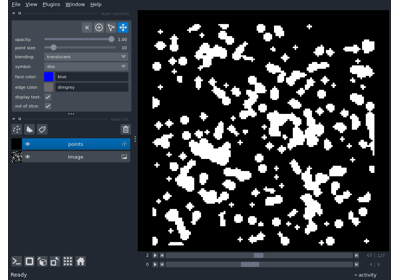 File View Plugins Window Help
opacity: 1.00
point size: 10
blending: translucent
symbol: disc
face color: blue
edge color: dimgrey
display text:
out of slice:
points
Image
2
0
Ready
activity